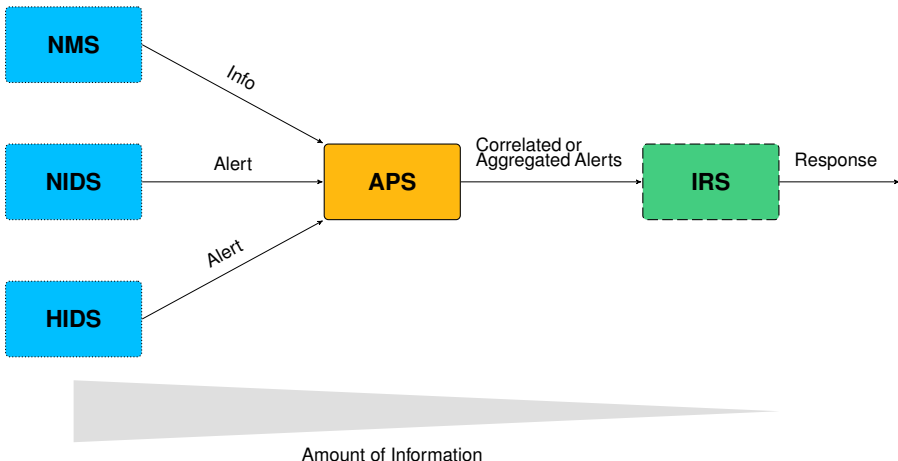 NMS
Info
NIDS
Alert
APS
Correlated or
Aggregated Alerts
IRS
Response
Alert
HIDS
Amount of Information